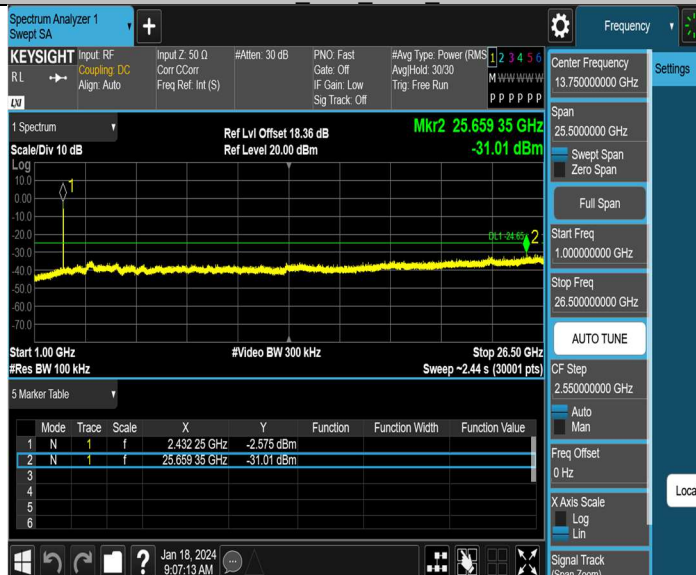 Spectrum Analyzer 1
Swept SA
+
Frequency
KEYSIGHT
Input: RF
Coupling: DC
Align: Auto
Input Z: 50 Ω
Corr CCorr
Freq Ref: Int (S)
#Atten: 30 dB
PNO: Fast
Gate: Off
IF Gain: Low
Sig Track: Off
#Avg Type: Power (RMS
Avg|Hold: 30/30
Trig: Free Run
1 2 3 4 5 6
M W W W W W
P P P P P P
RL
LXI
1 Spectrum
Scale/Div 10 dB
Ref Lvl Offset 18.36 dB
Ref Level 20.00 dBm
Mkr2 25.659 35 GHz
-31.01 dBm
Log
10.0
0.00
-10.0
-20.0
-30.0
-40.0
-50.0
-60.0
-70.0
1
DL1 -24.65
2
Start 1.00 GHz
#Video BW 300 kHz
Stop 26.50 GHz
#Res BW 100 kHz
Sweep ~2.44 s (30001 pts)
5 Marker Table
Mode Trace Scale X Y Function Function Width Function Value
1 N 1 f 2.432 25 GHz -2.575 dBm
2 N 1 f 25.659 35 GHz -31.01 dBm
3
4
5
6
Jan 18, 2024
9:07:13 AM
?
Center Frequency
13.750000000 GHz
Settings
Span
25.5000000 GHz
Swept Span
Zero Span
Full Span
Start Freq
1.000000000 GHz
Stop Freq
26.500000000 GHz
AUTO TUNE
CF Step
2.550000000 GHz
Auto
Man
Freq Offset
0 Hz
Loca
X Axis Scale
Log
Lin
Signal Track
(Span Zoom)